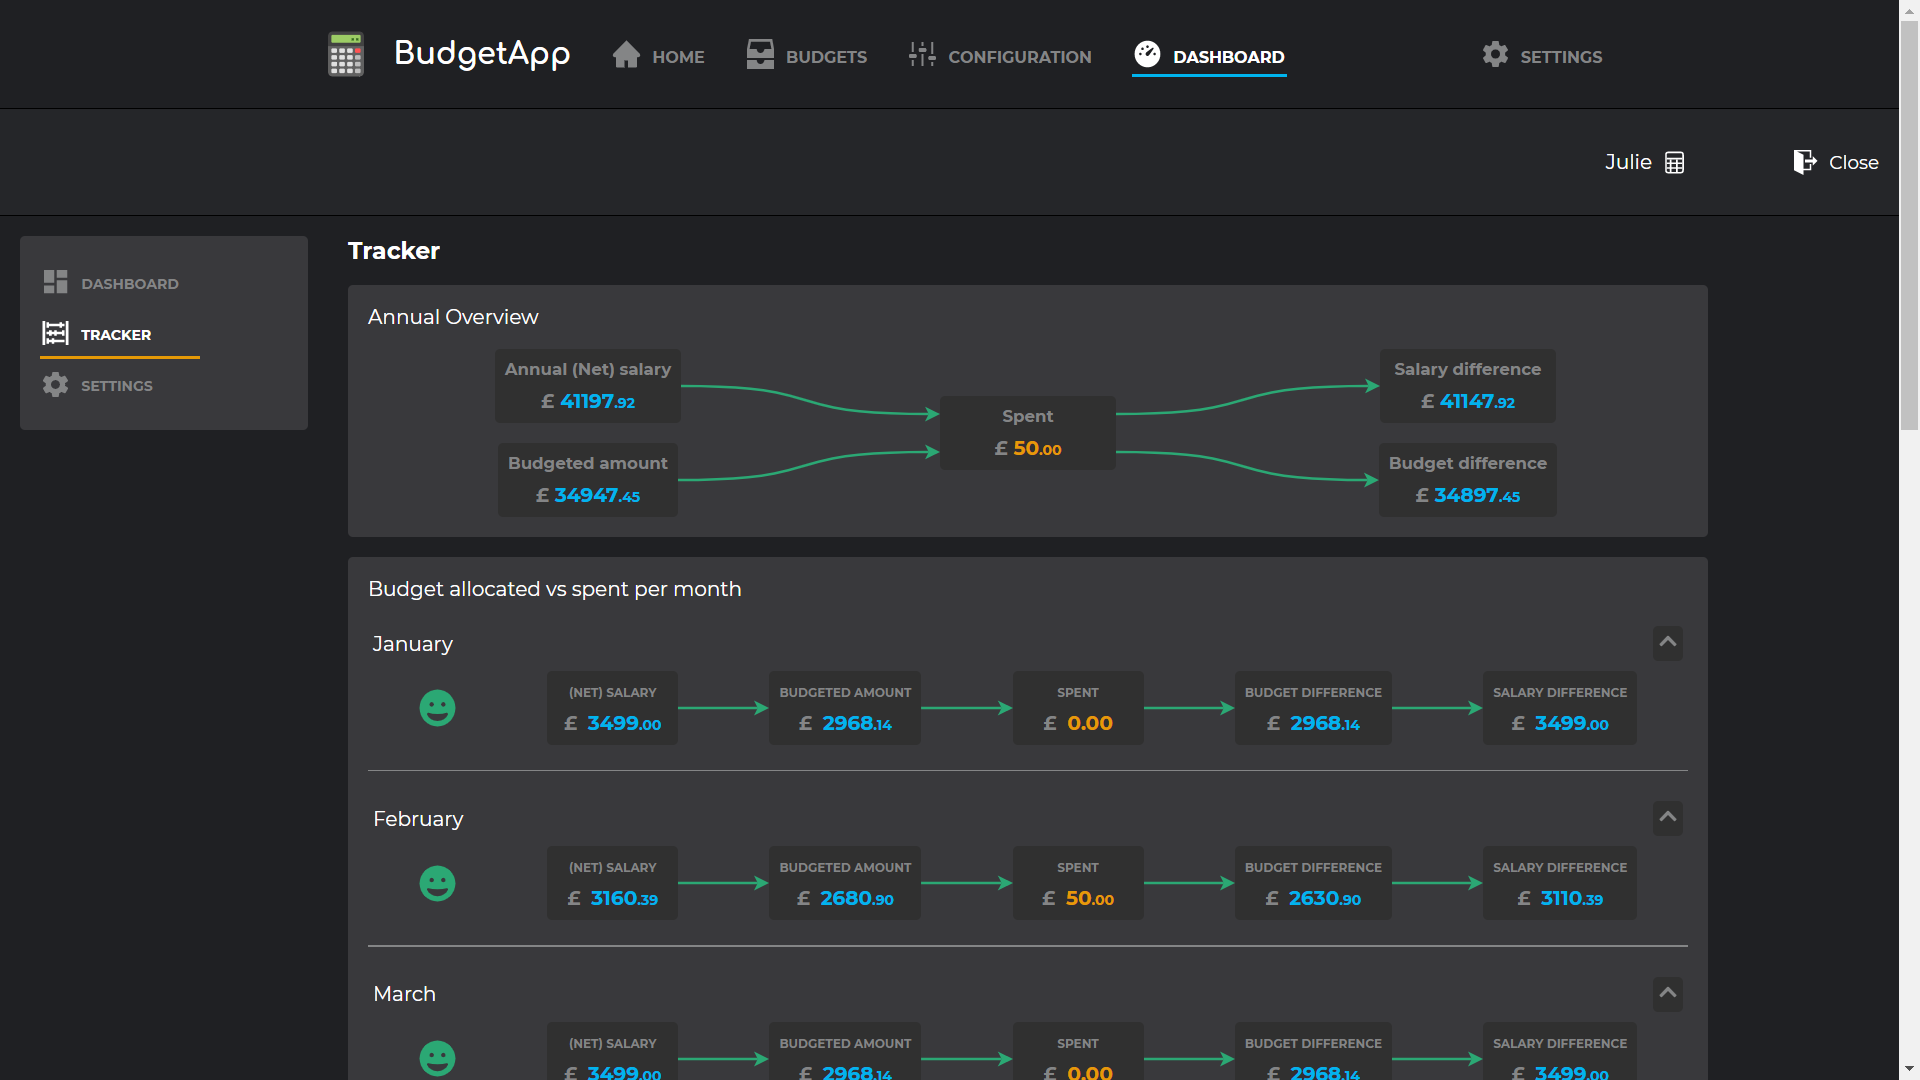 BudgetApp
HOME
BUDGETS
CONFIGURATION
DASHBOARD
SETTINGS
Julie
Close
DASHBOARD
TRACKER
SETTINGS
Tracker
Annual Overview
Annual (Net) salary
£ 41197.92
Budgeted amount
£ 34947.45
Spent
£ 50.00
Salary difference
£ 41147.92
Budget difference
£ 34897.45
Budget allocated vs spent per month
January
(NET) SALARY
£ 3499.00
BUDGETED AMOUNT
£ 2968.14
SPENT
£ 0.00
BUDGET DIFFERENCE
£ 2968.14
SALARY DIFFERENCE
£ 3499.00
February
(NET) SALARY
£ 3160.39
BUDGETED AMOUNT
£ 2680.90
SPENT
£ 50.00
BUDGET DIFFERENCE
£ 2630.90
SALARY DIFFERENCE
£ 3110.39
March
(NET) SALARY
£ 3499.00
BUDGETED AMOUNT
£ 2968.14
SPENT
£ 0.00
BUDGET DIFFERENCE
£ 2968.14
SALARY DIFFERENCE
£ 3499.00